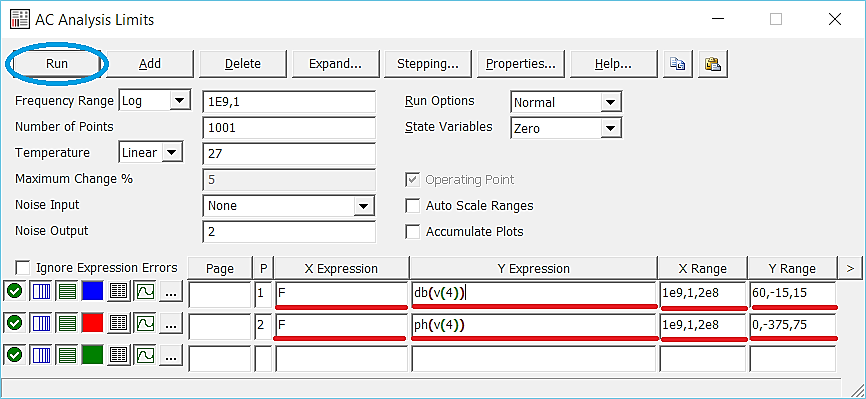 AC Analysis Limits
Run Add Delete Expand... Stepping... Properties... Help...
Frequency Range Log 1E9,1 Run Options Normal
Number of Points 1001 State Variables Zero
Temperature Linear 27
Maximum Change % 5 Operating Point
Noise Input None Auto Scale Ranges
Noise Output 2 Accumulate Plots
Ignore Expression Errors Page P X Expression Y Expression X Range Y Range >
... 1 F db(v(4)) 1e9,1,2e8 60,-15,15
... 2 F ph(v(4)) 1e9,1,2e8 0,-375,75
...